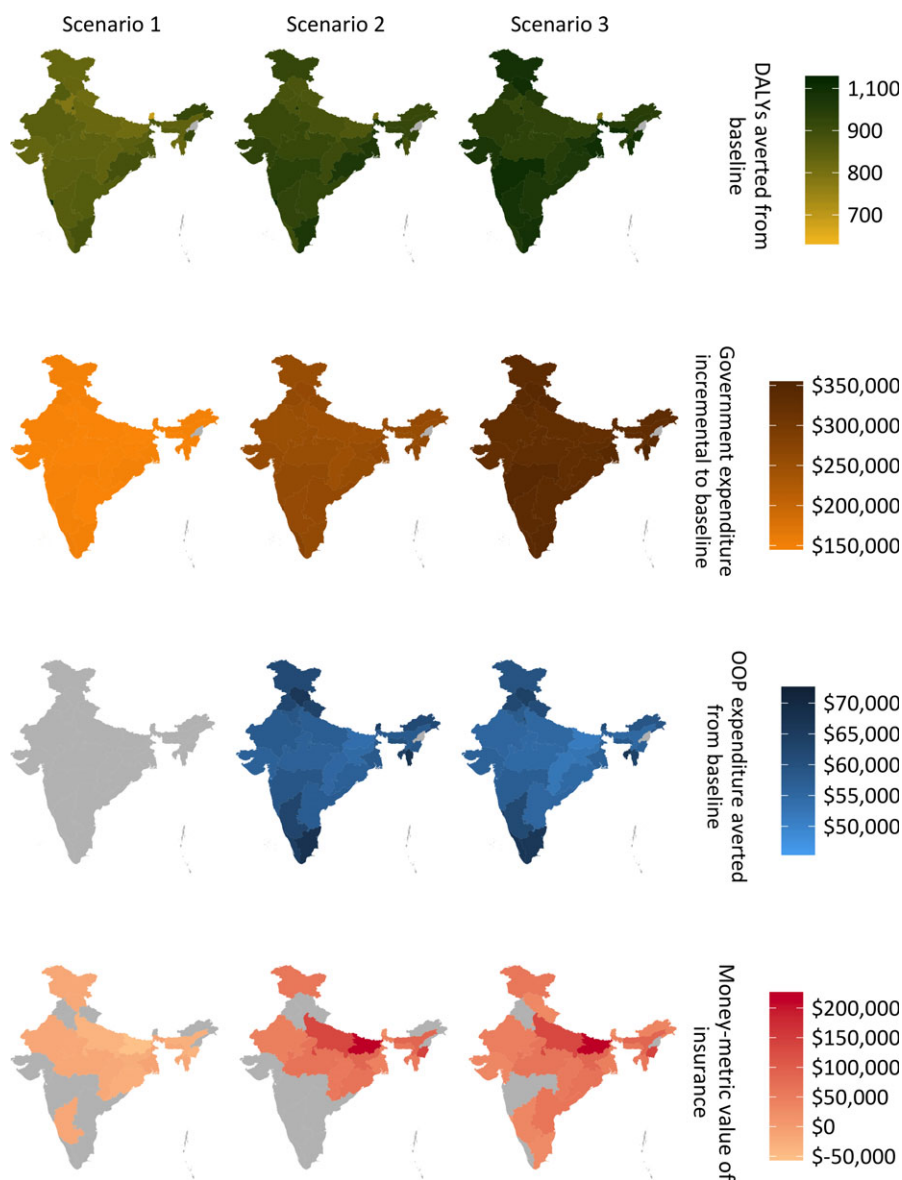 Scenario 1
Scenario 2
Scenario 3
DALYs averted from
baseline
1,100
900
800
700
Government expenditure
incremental to baseline
$350,000
$300,000
$250,000
$200,000
$150,000
OOP expenditure averted
from baseline
$70,000
$65,000
$60,000
$55,000
$50,000
Money-metric value of
insurance
$200,000
$150,000
$100,000
$50,000
$0
$-50,000